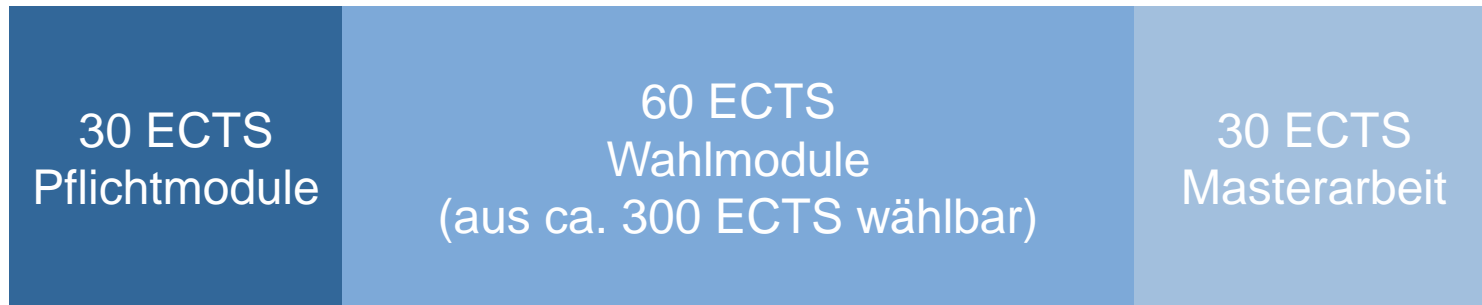 30 ECTS
Pflichtmodule
60 ECTS
Wahlmodule
(aus ca. 300 ECTS wählbar)
30 ECTS
Masterarbeit